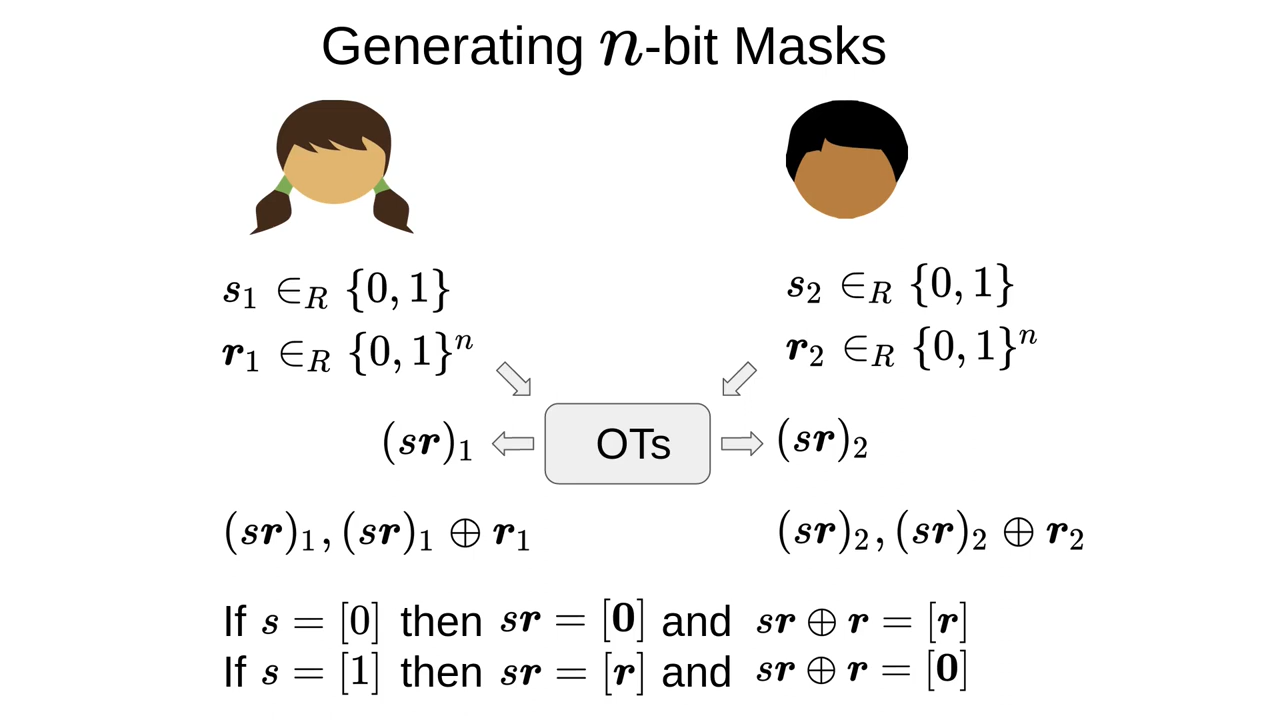 Generating n-bit Masks
s₁ ∈_R {0, 1}
s₂ ∈_R {0, 1}
r₁ ∈_R {0, 1}ⁿ
r₂ ∈_R {0, 1}ⁿ
(sr)₁
OTs
(sr)₂
(sr)₁, (sr)₁ ⊕ r₁
(sr)₂, (sr)₂ ⊕ r₂
If s = [0] then sr = [0] and sr ⊕ r = [r]
If s = [1] then sr = [r] and sr ⊕ r = [0]